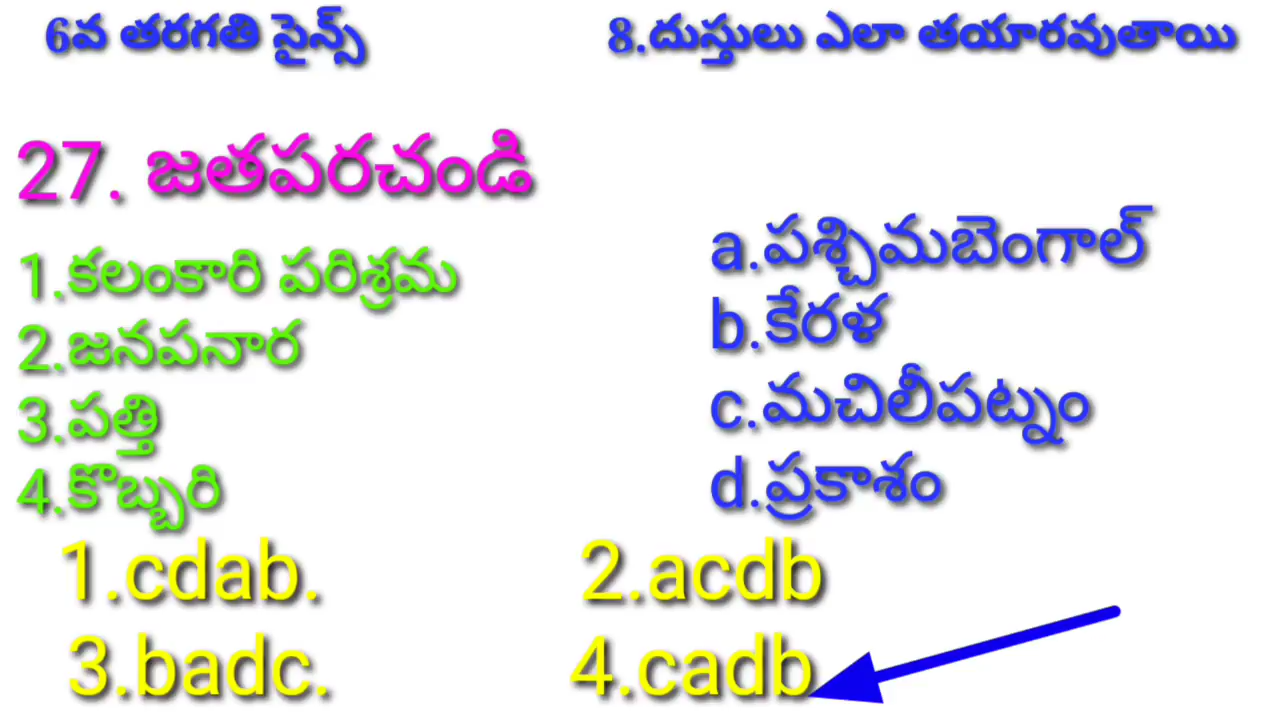 6వ తరగతి సైన్స్
8.దుస్తులు ఎలా తయారవుతాయి
27. జతపరచండి
1.కలంకారి పరిశ్రమ
2.జనపనార
3.పత్తి
4.కొబ్బరి
a.పశ్చిమబెంగాల్
b.కేరళ
c.మచిలీపట్నం
d.ప్రకాశం
1.cdab.
2.acdb
3.badc.
4.cadb